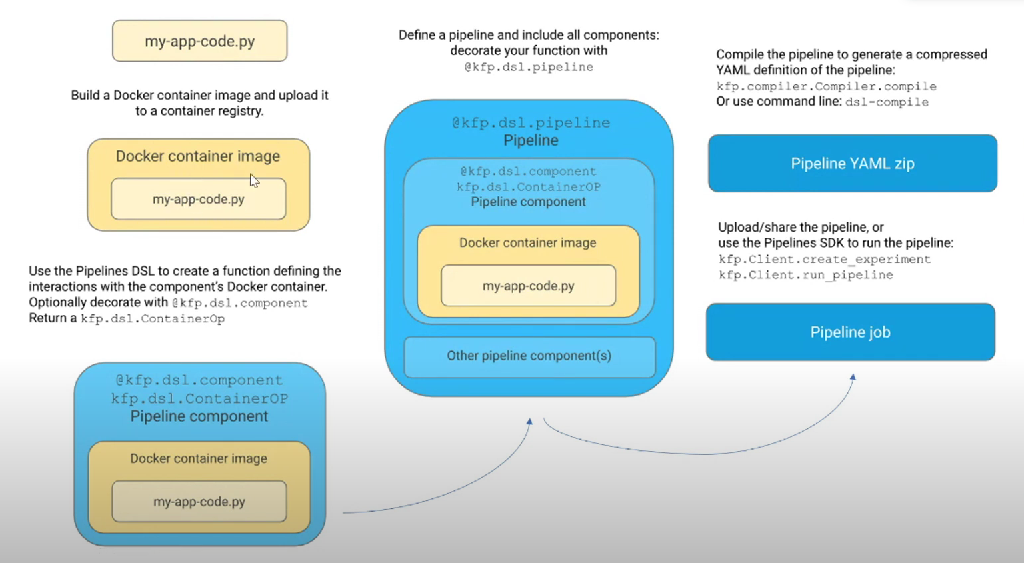 my-app-code.py
Build a Docker container image and upload it
to a container registry.
Docker container image
my-app-code.py
Use the Pipelines DSL to create a function defining the
interactions with the component's Docker container.
Optionally decorate with @kfp.dsl.component
Return a kfp.dsl.ContainerOp
@kfp.dsl.component
kfp.dsl.ContainerOP
Pipeline component
Docker container image
my-app-code.py
Define a pipeline and include all components:
decorate your function with
@kfp.dsl.pipeline
@kfp.dsl.pipeline
Pipeline
@kfp.dsl.component
kfp.dsl.ContainerOP
Pipeline component
Docker container image
my-app-code.py
Other pipeline component(s)
Compile the pipeline to generate a compressed
YAML definition of the pipeline:
kfp.compiler.Compiler.compile
Or use command line: dsl-compile
Pipeline YAML zip
Upload/share the pipeline, or
use the Pipelines SDK to run the pipeline:
kfp.Client.create_experiment
kfp.Client.run_pipeline
Pipeline job